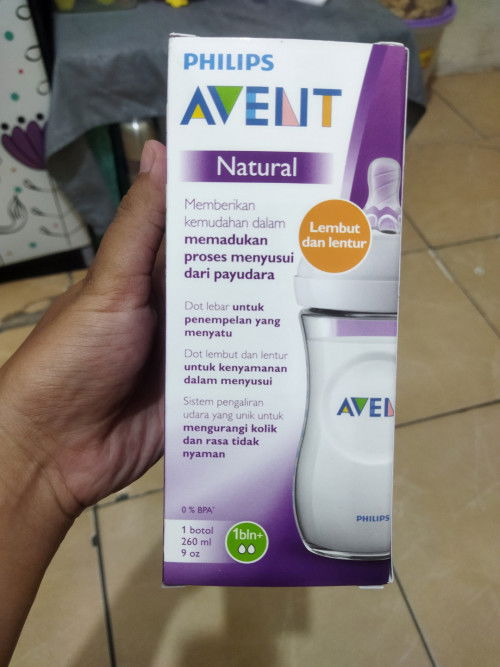 PHILIPS
AVENT
Natural
Memberikan
kemudahan dalam
memadukan
proses menyusui
dari payudara
Lembut
dan lentur
Dot lebar untuk
penempelan yang
menyatu
Dot lembut dan lentur
untuk kenyamanan
dalam menyusui
Sistem pengaliran
udara yang unik untuk
mengurangi kolik
dan rasa tidak
nyaman
0 % BPA*
1 botol
260 ml
9 oz
1bln+
AVEN
PHILIPS